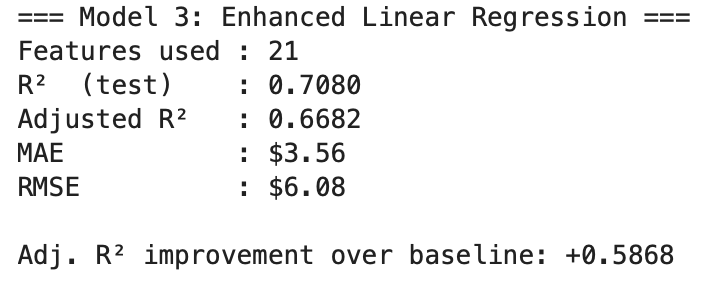 === Model 3: Enhanced Linear Regression ===
Features used : 21
R²  (test)    : 0.7080
Adjusted R²   : 0.6682
MAE           : $3.56
RMSE          : $6.08
Adj. R² improvement over baseline: +0.5868